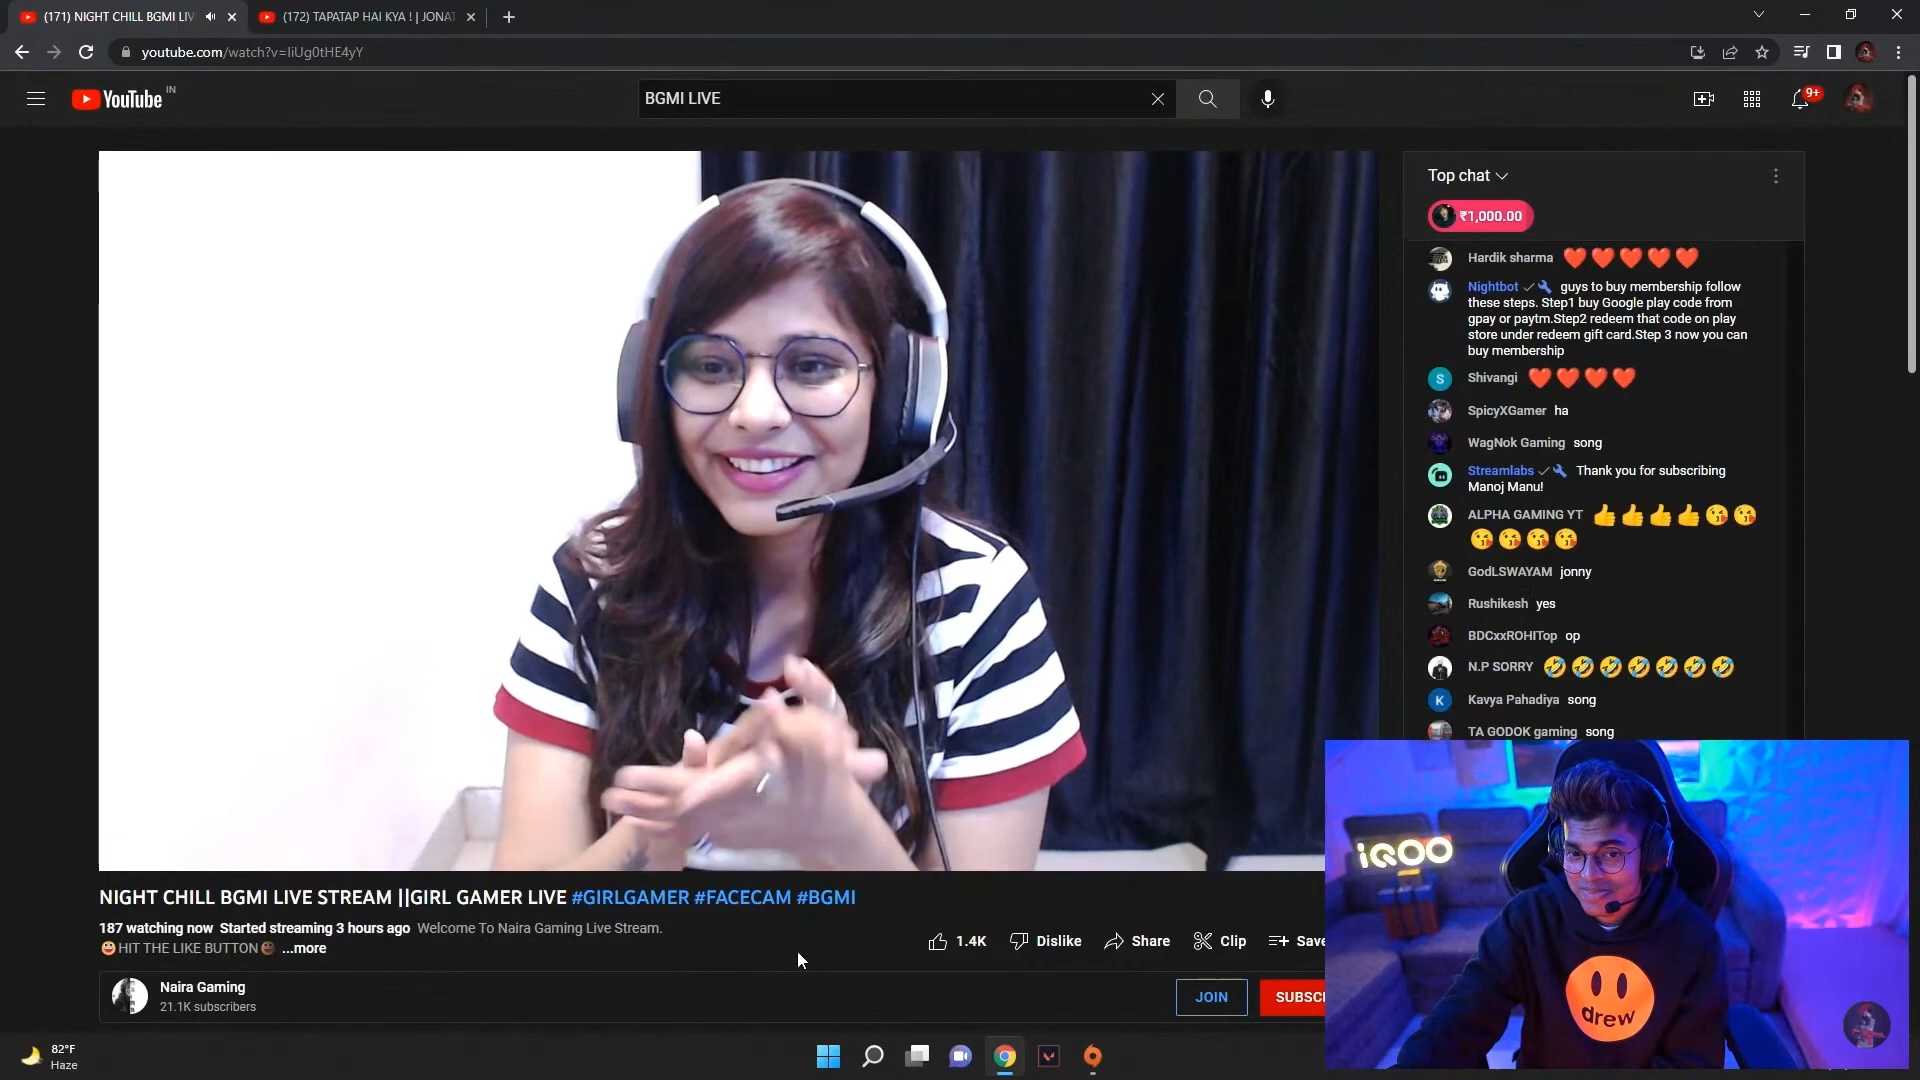 (171) NIGHT CHILL BGMI LIV
(172) TAPATAP HAI KYA ! | JONAT
youtube.com/watch?v=IiUg0tHE4yY
YouTube IN
BGMI LIVE
9+
Top chat
₹1,000.00
Hardik sharma ❤️❤️❤️❤️❤️
Nightbot guys to buy membership follow
these steps. Step1 buy Google play code from
gpay or paytm.Step2 redeem that code on play
store under redeem gift card.Step 3 now you can
buy membership
S Shivangi ❤️❤️❤️❤️
SpicyXGamer ha
WagNok Gaming song
Streamlabs Thank you for subscribing
Manoj Manu!
ALPHA GAMING YT 👍👍👍👍😘😘
😘😘😘😘
GodLSWAYAM jonny
Rushikesh yes
BDCxxROHITop op
N.P SORRY 🤣🤣🤣🤣🤣🤣🤣
K Kavya Pahadiya song
TA GODOK gaming song
iQOO
drew
NIGHT CHILL BGMI LIVE STREAM ||GIRL GAMER LIVE #GIRLGAMER #FACECAM #BGMI
187 watching now Started streaming 3 hours ago Welcome To Naira Gaming Live Stream.
😀HIT THE LIKE BUTTON ...more
1.4K Dislike Share Clip Save
Naira Gaming
21.1K subscribers
JOIN SUBSC
82°F
Haze